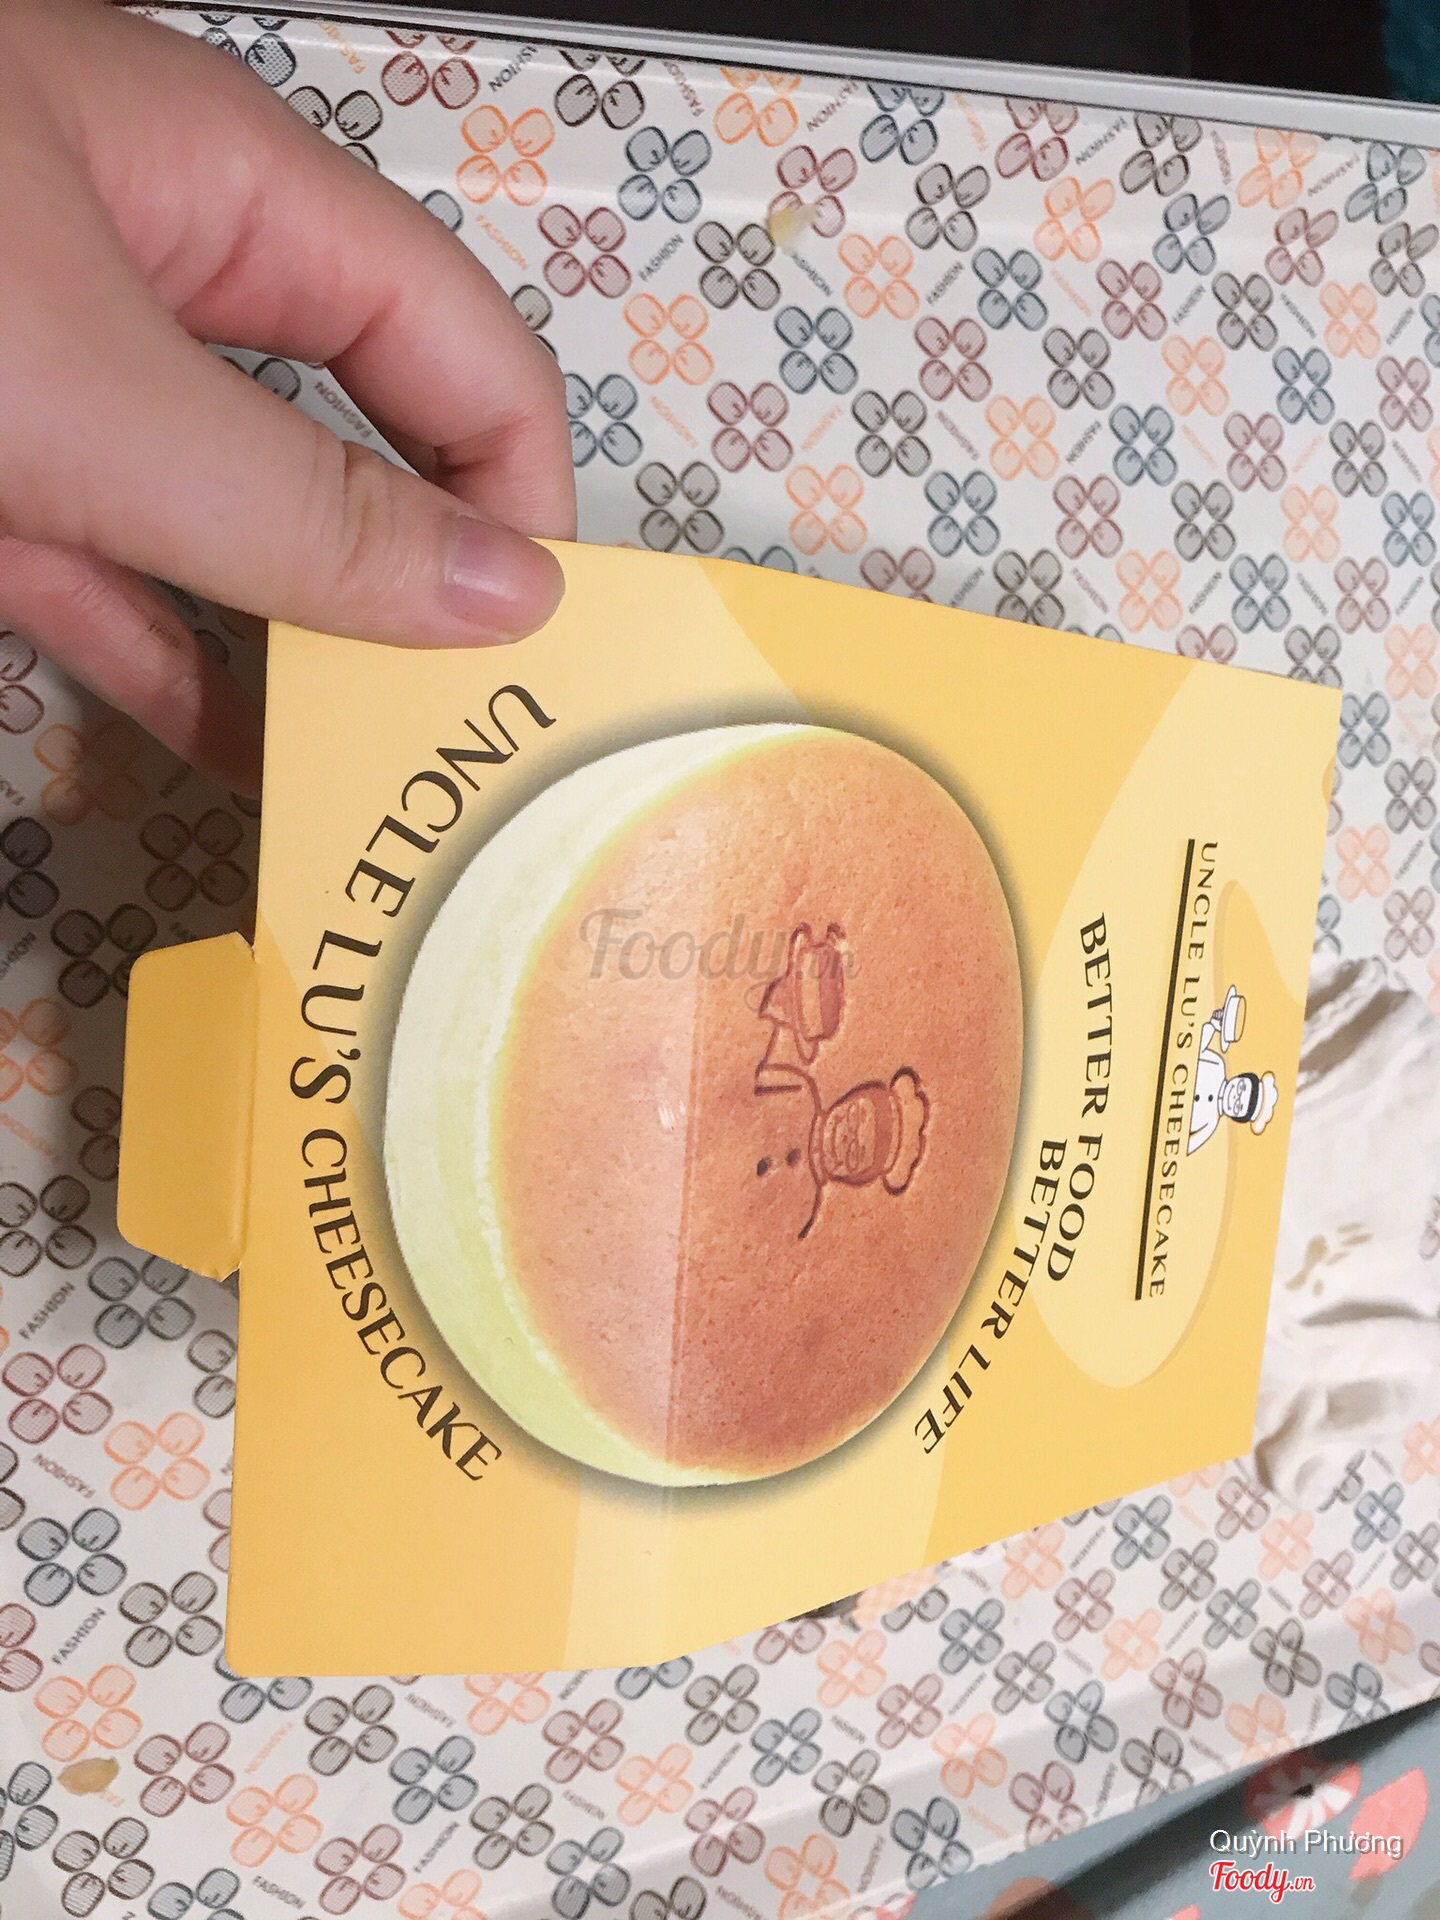 UNCLE LU'S CHEESECAKE
BETTER FOOD
BETTER LIFE
UNCLE LU'S CHEESECAKE
Foody.vn
FASHION
Quỳnh Phương
Foody.vn